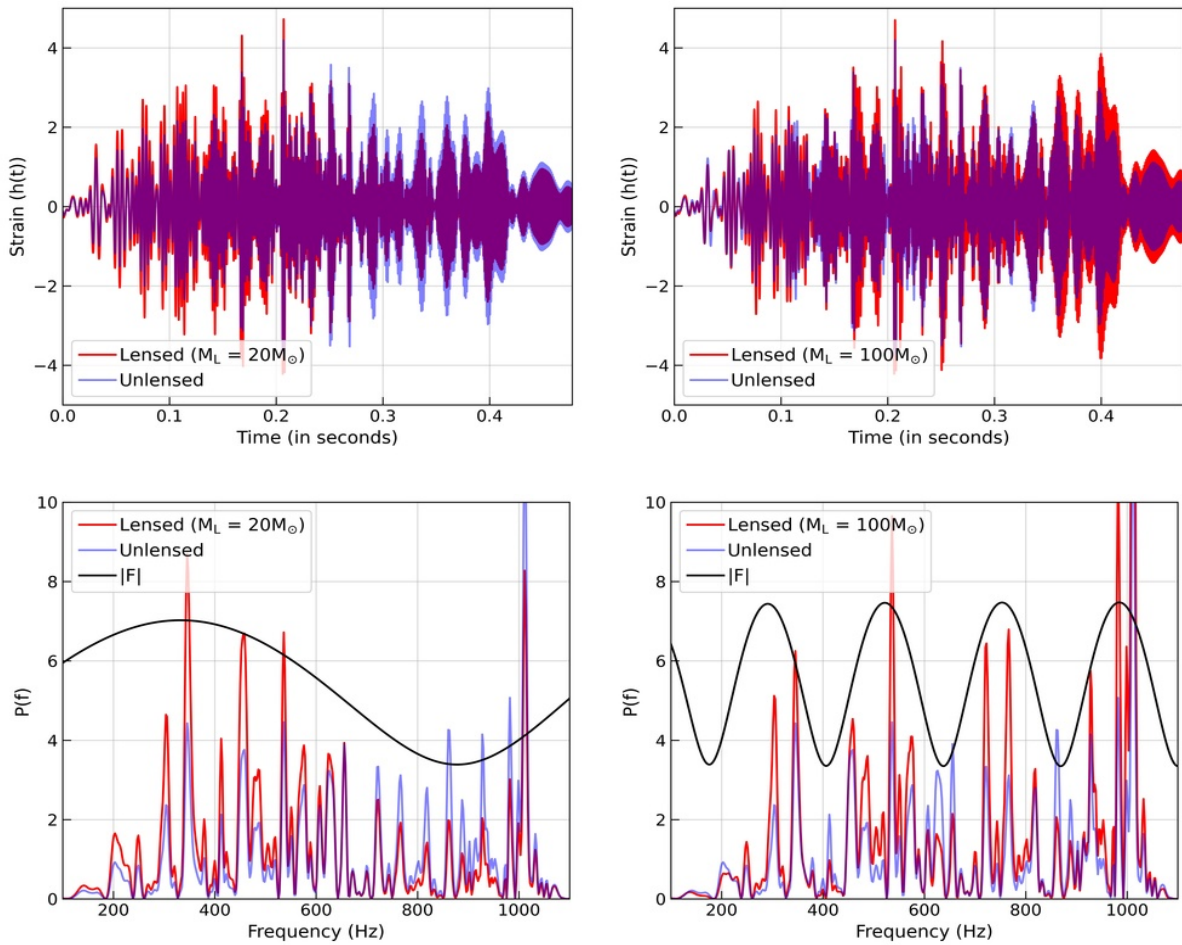 4
2
0
−2
−4
Strain (h(t))
Lensed (M_L = 20M_⊙)
Unlensed
0.0 0.1 0.2 0.3 0.4
Time (in seconds)
4
2
0
−2
−4
Strain (h(t))
Lensed (M_L = 100M_⊙)
Unlensed
0.0 0.1 0.2 0.3 0.4
Time (in seconds)
10
8
6
4
2
0
P(f)
Lensed (M_L = 20M_⊙)
Unlensed
|F|
200 400 600 800 1000
Frequency (Hz)
10
8
6
4
2
0
P(f)
Lensed (M_L = 100M_⊙)
Unlensed
|F|
200 400 600 800 1000
Frequency (Hz)